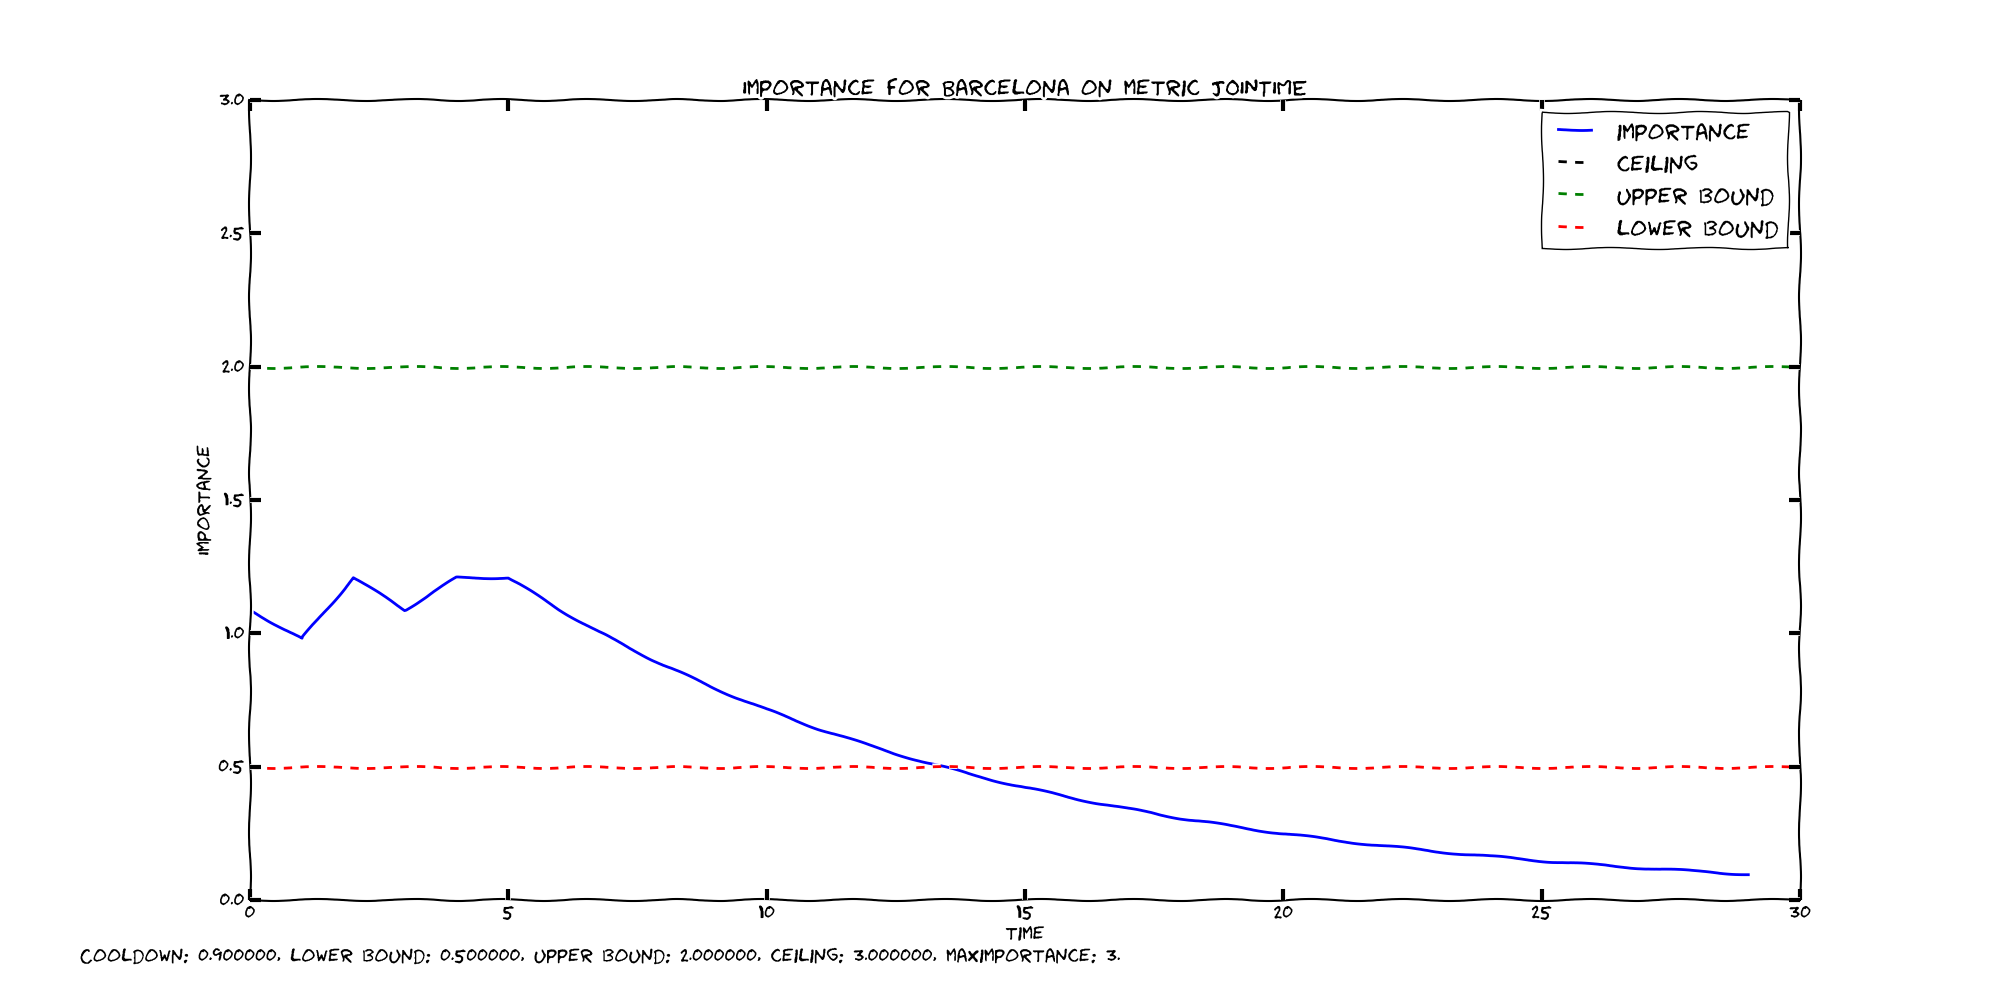 IMPORTANCE FOR BARCELONA ON METRIC JOINTIME
3.0
2.5
2.0
1.5
1.0
0.5
0.0
IMPORTANCE
IMPORTANCE
CEILING
UPPER BOUND
LOWER BOUND
0 5 10 15 20 25 30
TIME
COOLDOWN: 0.900000, LOWER BOUND: 0.500000, UPPER BOUND: 2.000000, CEILING: 3.000000, MAXIMPORTANCE: 3.